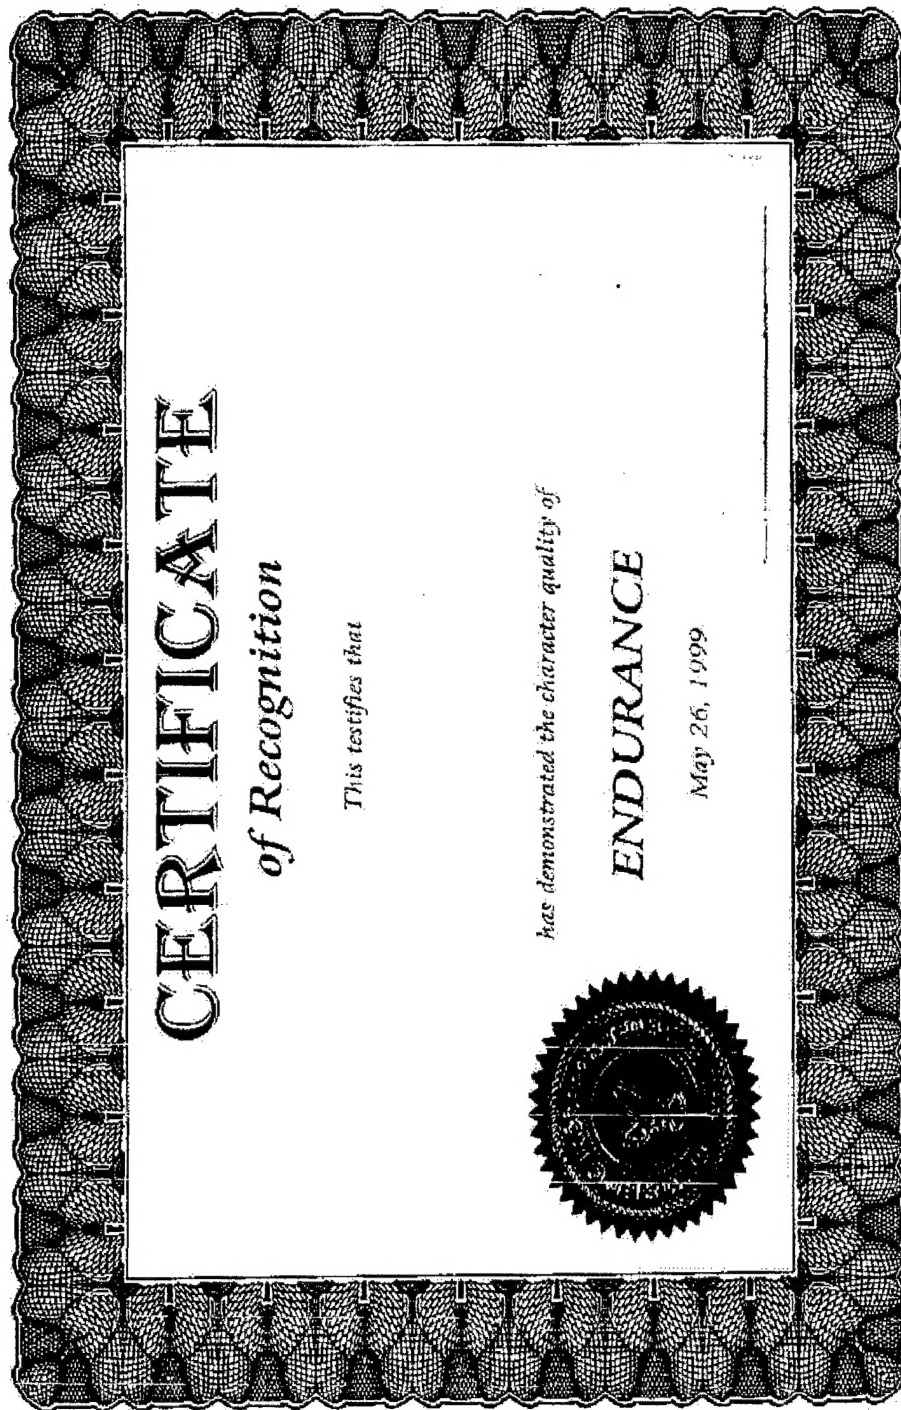 CERTIFICATE
of Recognition
This testifies that
has demonstrated the character quality of
ENDURANCE
May 26, 1999